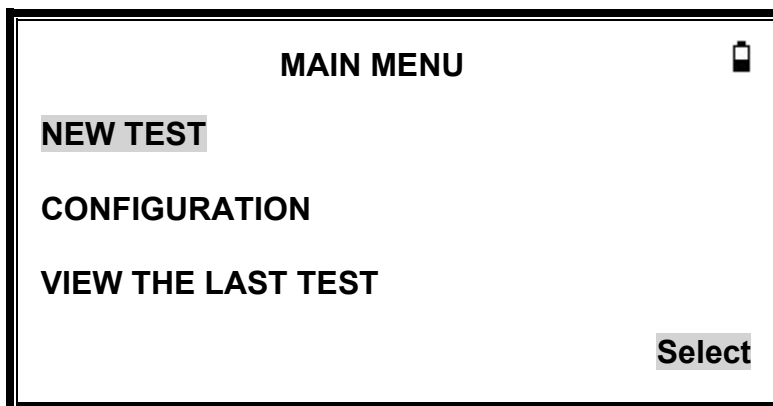 MAIN MENU
NEW TEST
CONFIGURATION
VIEW THE LAST TEST
Select